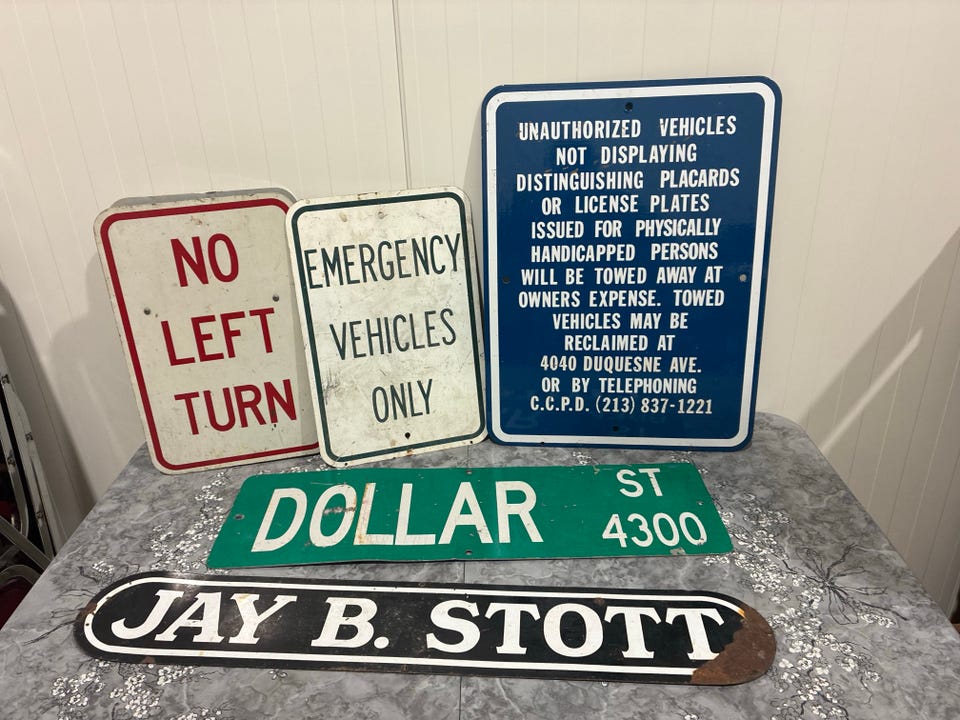 NO
LEFT
TURN
EMERGENCY
VEHICLES
ONLY
UNAUTHORIZED VEHICLES
NOT DISPLAYING
DISTINGUISHING PLACARDS
OR LICENSE PLATES
ISSUED FOR PHYSICALLY
HANDICAPPED PERSONS
WILL BE TOWED AWAY AT
OWNERS EXPENSE. TOWED
VEHICLES MAY BE
RECLAIMED AT
4040 DUQUESNE AVE.
OR BY TELEPHONING
C.C.P.D. (213) 837-1221
DOLLAR ST
4300
JAY B. STOTT